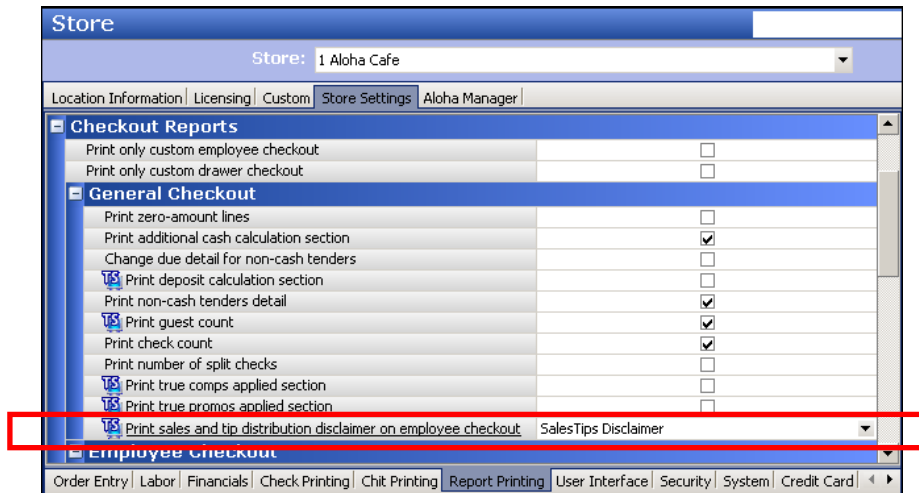 Store
Store: 1 Aloha Cafe
Location Information Licensing Custom Store Settings Aloha Manager
Checkout Reports
Print only custom employee checkout
Print only custom drawer checkout
General Checkout
Print zero-amount lines
Print additional cash calculation section
Change due detail for non-cash tenders
TS Print deposit calculation section
Print non-cash tenders detail
TS Print guest count
Print check count
Print number of split checks
TS Print true comps applied section
TS Print true promos applied section
TS Print sales and tip distribution disclaimer on employee checkout SalesTips Disclaimer
Employee Checkout
Order Entry Labor Financials Check Printing Chit Printing Report Printing User Interface Security System Credit Card